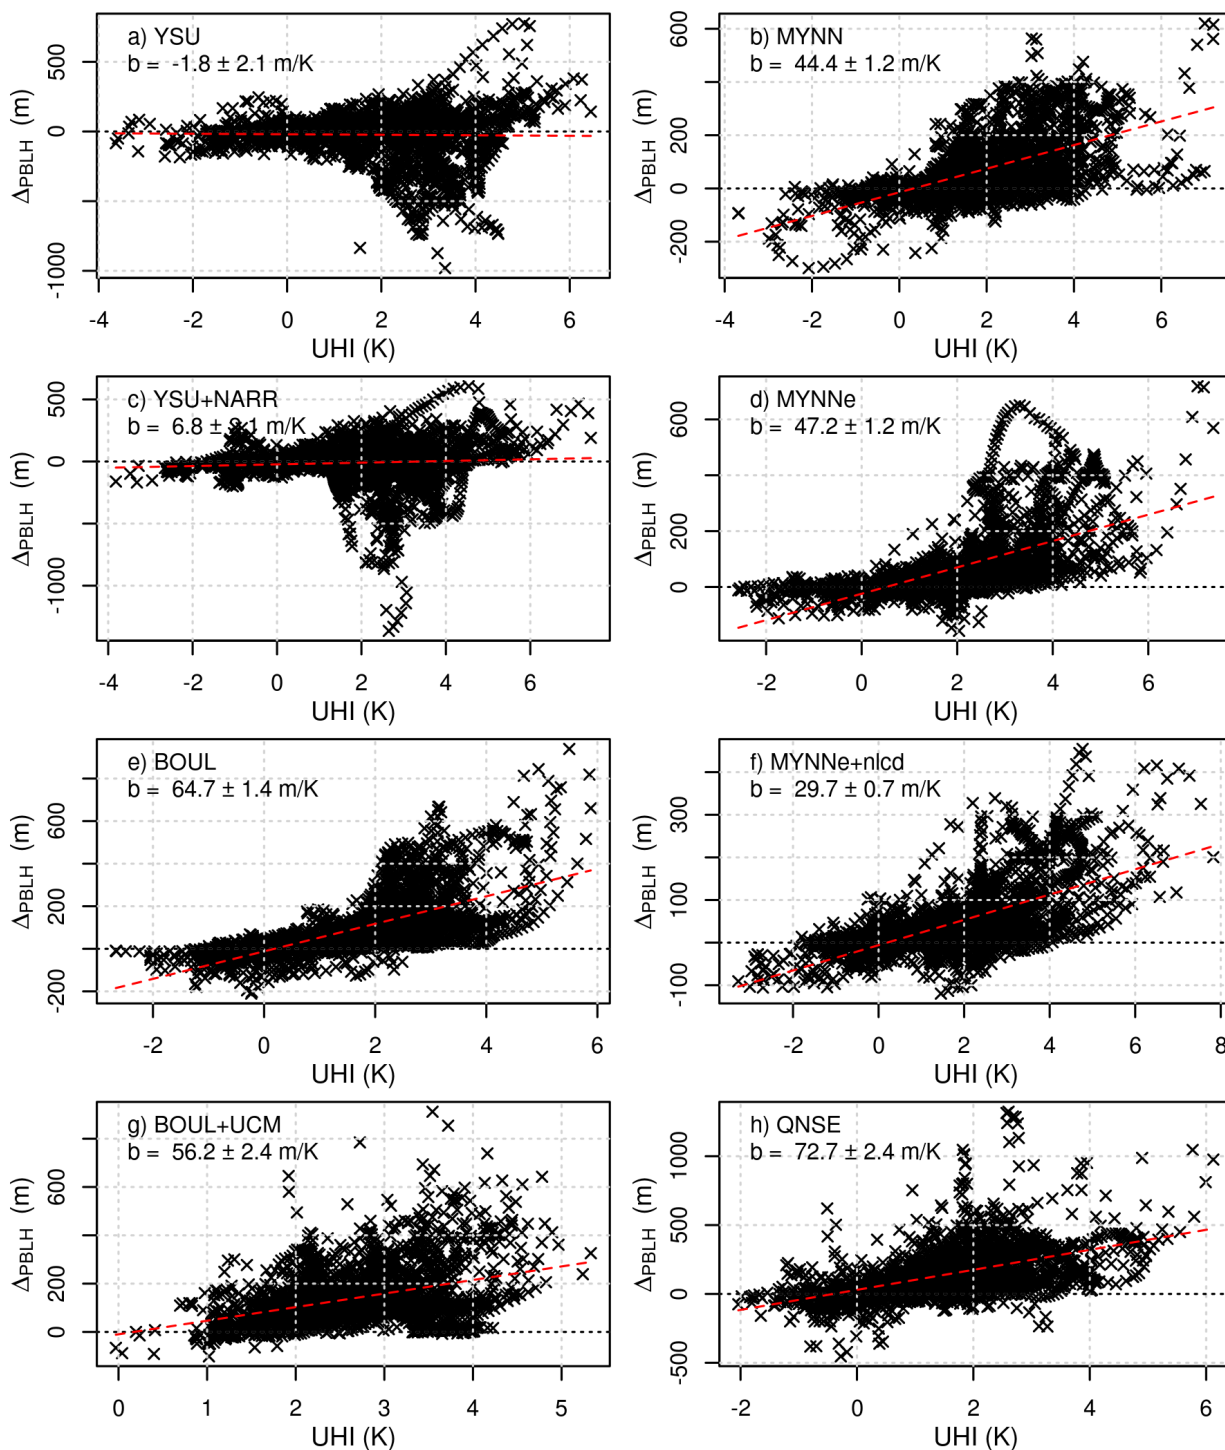 a) YSU
b = -1.8 ± 2.1 m/K
500
0
-1000
ΔPBLH (m)
-4 -2 0 2 4 6
UHI (K)
b) MYNN
b = 44.4 ± 1.2 m/K
600
200
0
-200
ΔPBLH (m)
-4 -2 0 2 4 6
UHI (K)
c) YSU+NARR
b = 6.8 ± .1 m/K
500
0
-1000
ΔPBLH (m)
-4 -2 0 2 4 6
UHI (K)
d) MYNNe
b = 47.2 ± 1.2 m/K
600
200
0
ΔPBLH (m)
-2 0 2 4 6
UHI (K)
e) BOUL
b = 64.7 ± 1.4 m/K
600
200
0
-200
ΔPBLH (m)
-2 0 2 4 6
UHI (K)
f) MYNNe+nlcd
b = 29.7 ± 0.7 m/K
300
100
-100
ΔPBLH (m)
-2 0 2 4 6 8
UHI (K)
g) BOUL+UCM
b = 56.2 ± 2.4 m/K
600
200
0
ΔPBLH (m)
0 1 2 3 4 5
UHI (K)
h) QNSE
b = 72.7 ± 2.4 m/K
1000
500
0
-500
ΔPBLH (m)
-2 0 2 4 6
UHI (K)